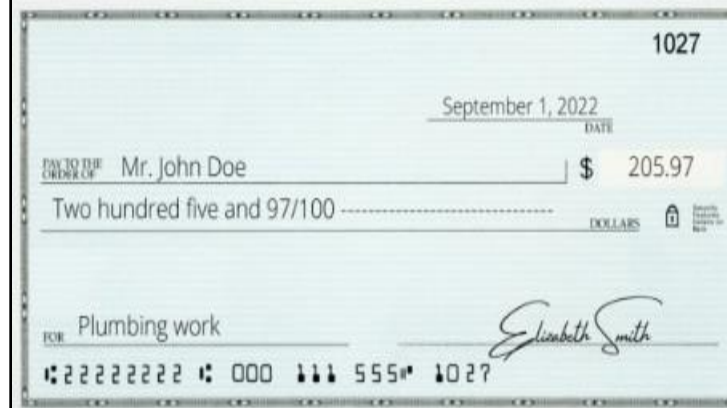 1027
September 1, 2022
DATE
PAY TO THE
ORDER OF Mr. John Doe $ 205.97
Two hundred five and 97/100 ------------------------------ DOLLARS
FOR Plumbing work Elizabeth Smith
⑆22222222⑆ 000 111 555⑈ 1027